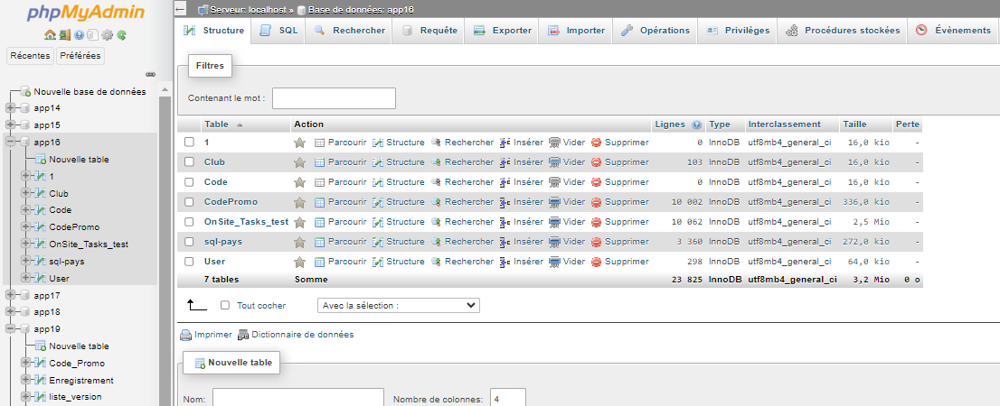 phpMyAdmin
Récentes Préférées
Nouvelle base de données
app14
app15
app16
Nouvelle table
1
Club
Code
CodePromo
OnSite_Tasks_test
sql-pays
User
app17
app18
app19
Nouvelle table
Code_Promo
Enregistrement
liste_version
Serveur: localhost » Base de données: app16
Structure SQL Rechercher Requête Exporter Importer Opérations Privilèges Procédures stockées Évènements
Filtres
Contenant le mot :
Table Action Lignes Type Interclassement Taille Perte
1 Parcourir Structure Rechercher Insérer Vider Supprimer 0 InnoDB utf8mb4_general_ci 16,0 kio -
Club Parcourir Structure Rechercher Insérer Vider Supprimer 103 InnoDB utf8mb4_general_ci 16,0 kio -
Code Parcourir Structure Rechercher Insérer Vider Supprimer 0 InnoDB utf8mb4_general_ci 16,0 kio -
CodePromo Parcourir Structure Rechercher Insérer Vider Supprimer 10 002 InnoDB utf8mb4_general_ci 336,0 kio -
OnSite_Tasks_test Parcourir Structure Rechercher Insérer Vider Supprimer 10 062 InnoDB utf8mb4_general_ci 2,5 Mio -
sql-pays Parcourir Structure Rechercher Insérer Vider Supprimer 3 360 InnoDB utf8mb4_general_ci 272,0 kio -
User Parcourir Structure Rechercher Insérer Vider Supprimer 298 InnoDB utf8mb4_general_ci 64,0 kio -
7 tables Somme 23 825 InnoDB utf8mb4_general_ci 3,2 Mio 0 o
Tout cocher Avec la sélection :
Imprimer Dictionnaire de données
Nouvelle table
Nom: Nombre de colonnes: 4